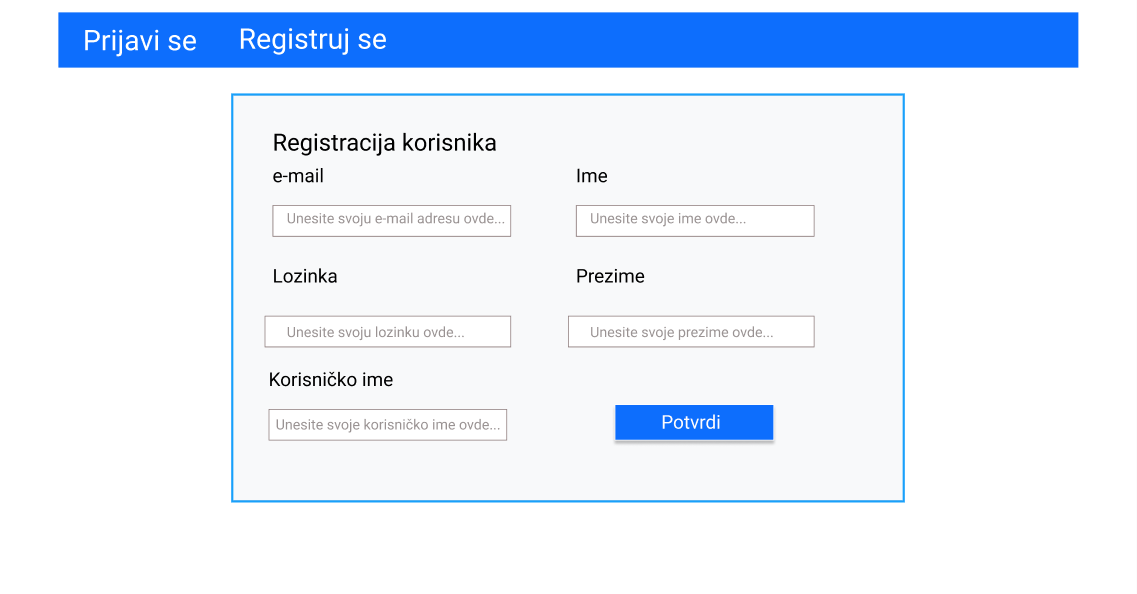 Prijavi se
Registruj se
Registracija korisnika
e-mail
Ime
Unesite svoju e-mail adresu ovde...
Unesite svoje ime ovde...
Lozinka
Prezime
Unesite svoju lozinku ovde...
Unesite svoje prezime ovde...
Korisničko ime
Unesite svoje korisničko ime ovde...
Potvrdi